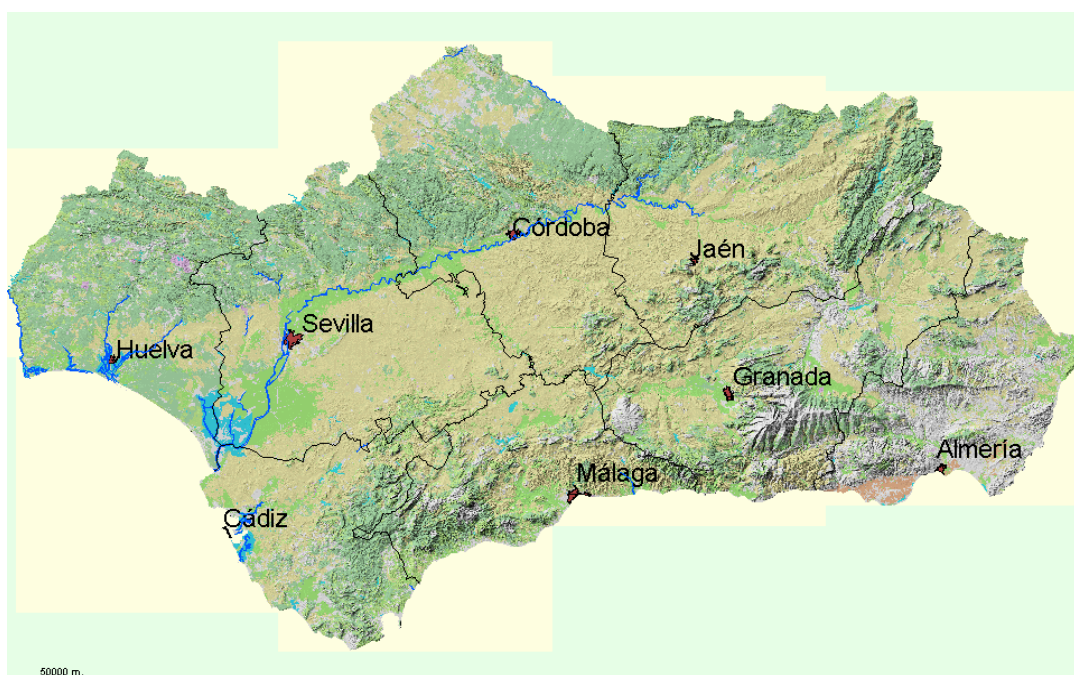 Córdoba
Jaén
Sevilla
Huelva
Granada
Almería
Málaga
Cádiz
50000 m.